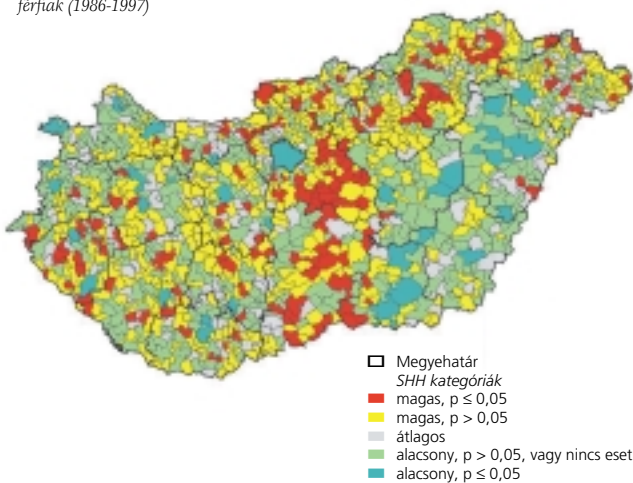 férfiak (1986-1997)
Megyehatár
SHH kategóriák
magas, p ≤ 0,05
magas, p > 0,05
átlagos
alacsony, p > 0,05, vagy nincs eset
alacsony, p ≤ 0,05